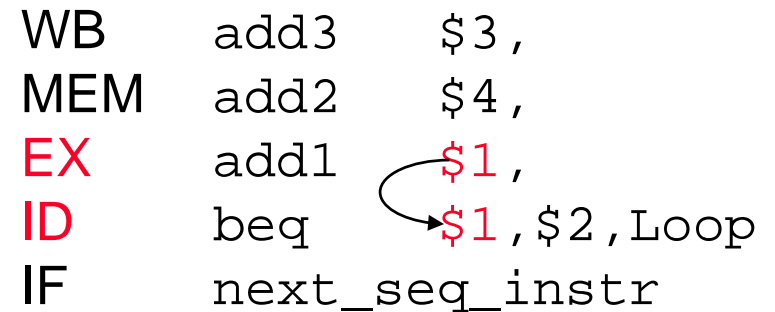 WB add3 $3,
MEM add2 $4,
EX add1 $1,
ID beq $1,$2,Loop
IF next_seq_instr